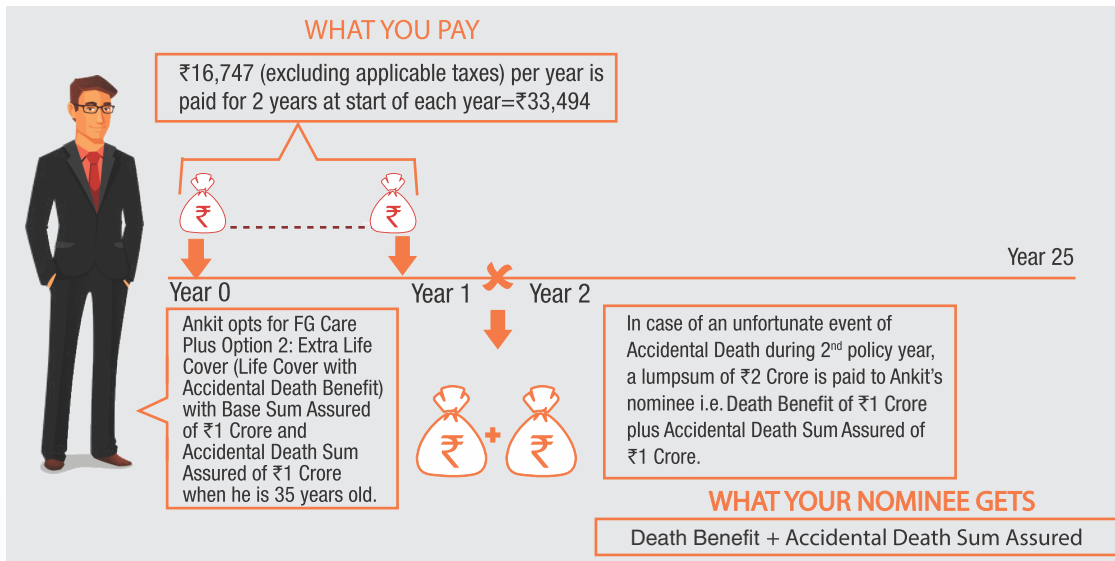 WHAT YOU PAY
₹16,747 (excluding applicable taxes) per year is
paid for 2 years at start of each year=₹33,494
₹
₹
Year 25
Year 0
Year 1
Year 2
Ankit opts for FG Care
Plus Option 2: Extra Life
Cover (Life Cover with
Accidental Death Benefit)
with Base Sum Assured
of ₹1 Crore and
Accidental Death Sum
Assured of ₹1 Crore
when he is 35 years old.
₹
+
₹
In case of an unfortunate event of
Accidental Death during 2nd policy year,
a lumpsum of ₹2 Crore is paid to Ankit's
nominee i.e. Death Benefit of ₹1 Crore
plus Accidental Death Sum Assured of
₹1 Crore.
WHAT YOUR NOMINEE GETS
Death Benefit + Accidental Death Sum Assured